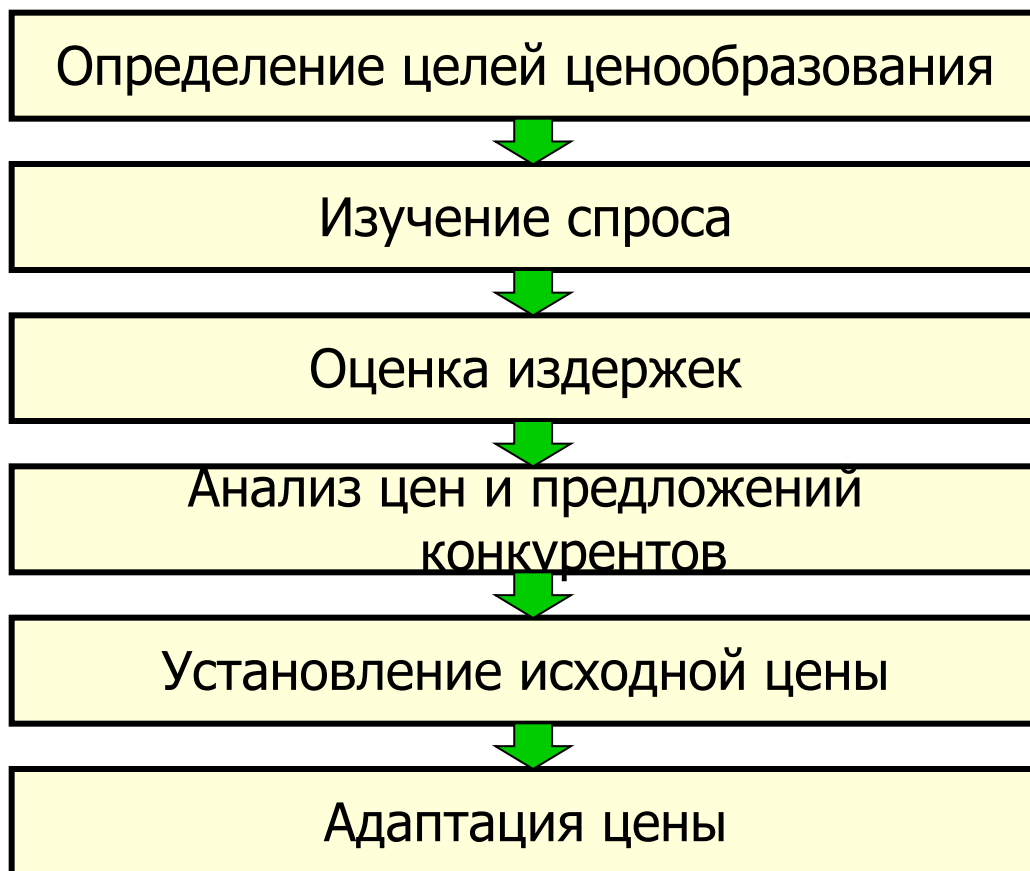 Определение целей ценообразования
Изучение спроса
Оценка издержек
Анализ цен и предложений
конкурентов
Установление исходной цены
Адаптация цены